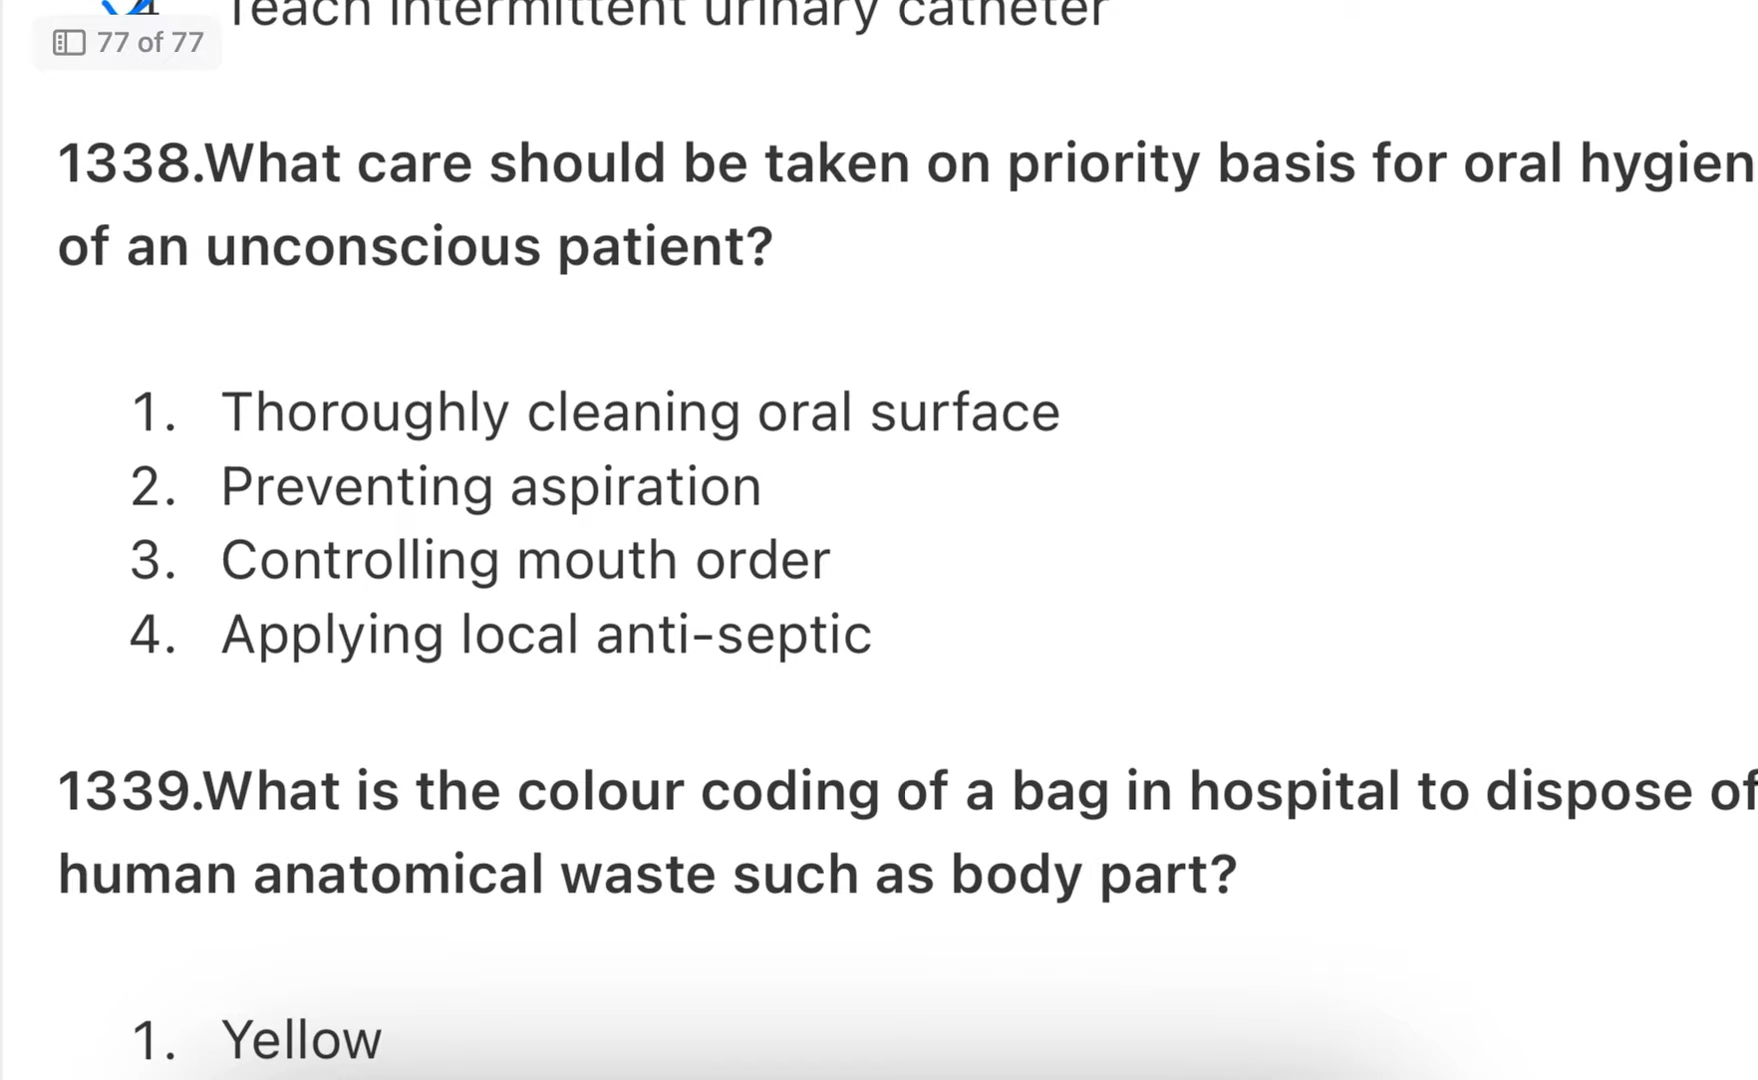 Teach intermittent urinary catheter
77 of 77
1338.What care should be taken on priority basis for oral hygien
of an unconscious patient?
1. Thoroughly cleaning oral surface
2. Preventing aspiration
3. Controlling mouth order
4. Applying local anti-septic
1339.What is the colour coding of a bag in hospital to dispose of
human anatomical waste such as body part?
1. Yellow